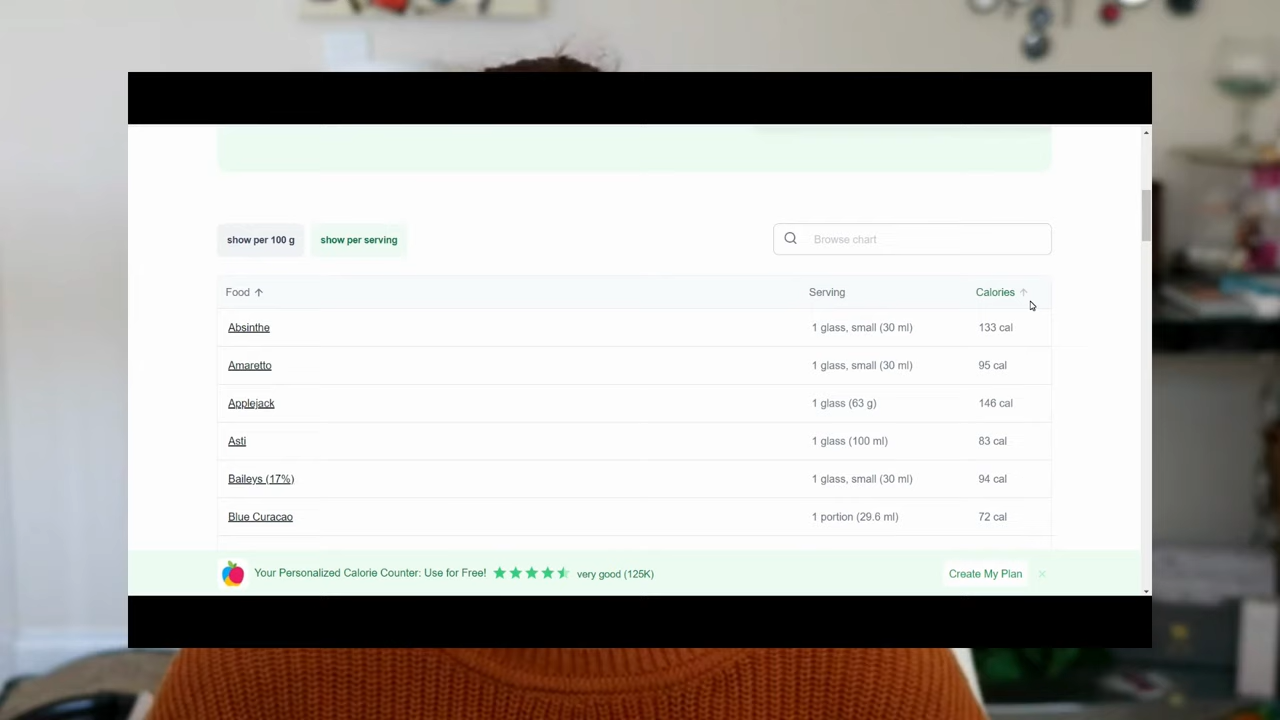 show per 100 g show per serving Browse chart
Food ↑ Serving Calories ↑
Absinthe 1 glass, small (30 ml) 133 cal
Amaretto 1 glass, small (30 ml) 95 cal
Applejack 1 glass (63 g) 146 cal
Asti 1 glass (100 ml) 83 cal
Baileys (17%) 1 glass, small (30 ml) 94 cal
Blue Curacao 1 portion (29.6 ml) 72 cal
Your Personalized Calorie Counter: Use for Free! very good (125K) Create My Plan ×